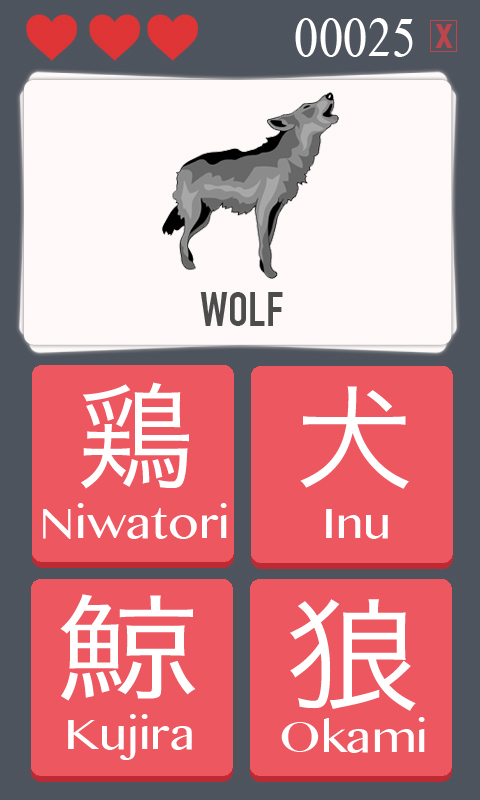 00025 X
WOLF
鶏
Niwatori
犬
Inu
鯨
Kujira
狼
Okami